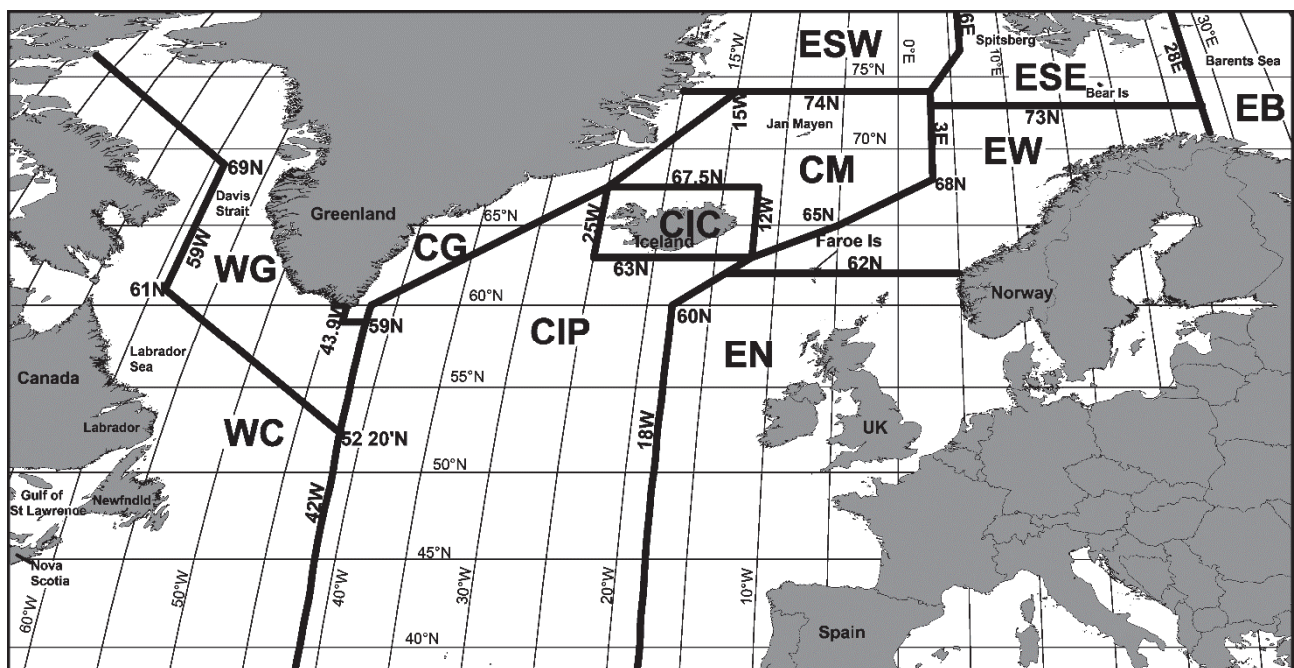 ESW
ESE
EB
15°W
0°E
6E
Spitsberg
10°E
28E
30°E
Barents Sea
75°N
74N
Bear Is
73N
15W
Jan Mayen
3E
70°N
EW
69N
Davis
Strait
67.5N
CM
68N
Greenland
65°N
25W
CIC
Iceland
12W
65N
Faroe Is
59W
WG
CG
63N
62N
61N
43.9W
59N
60°N
CIP
60N
EN
Norway
Labrador
Sea
Canada
55°N
Labrador
WC
52 20'N
18W
UK
50°N
Gulf of
St Lawrence
Newfndld
42W
45°N
Nova
Scotia
60°W
50°W
40°W
30°W
20°W
10°W
40°N
Spain